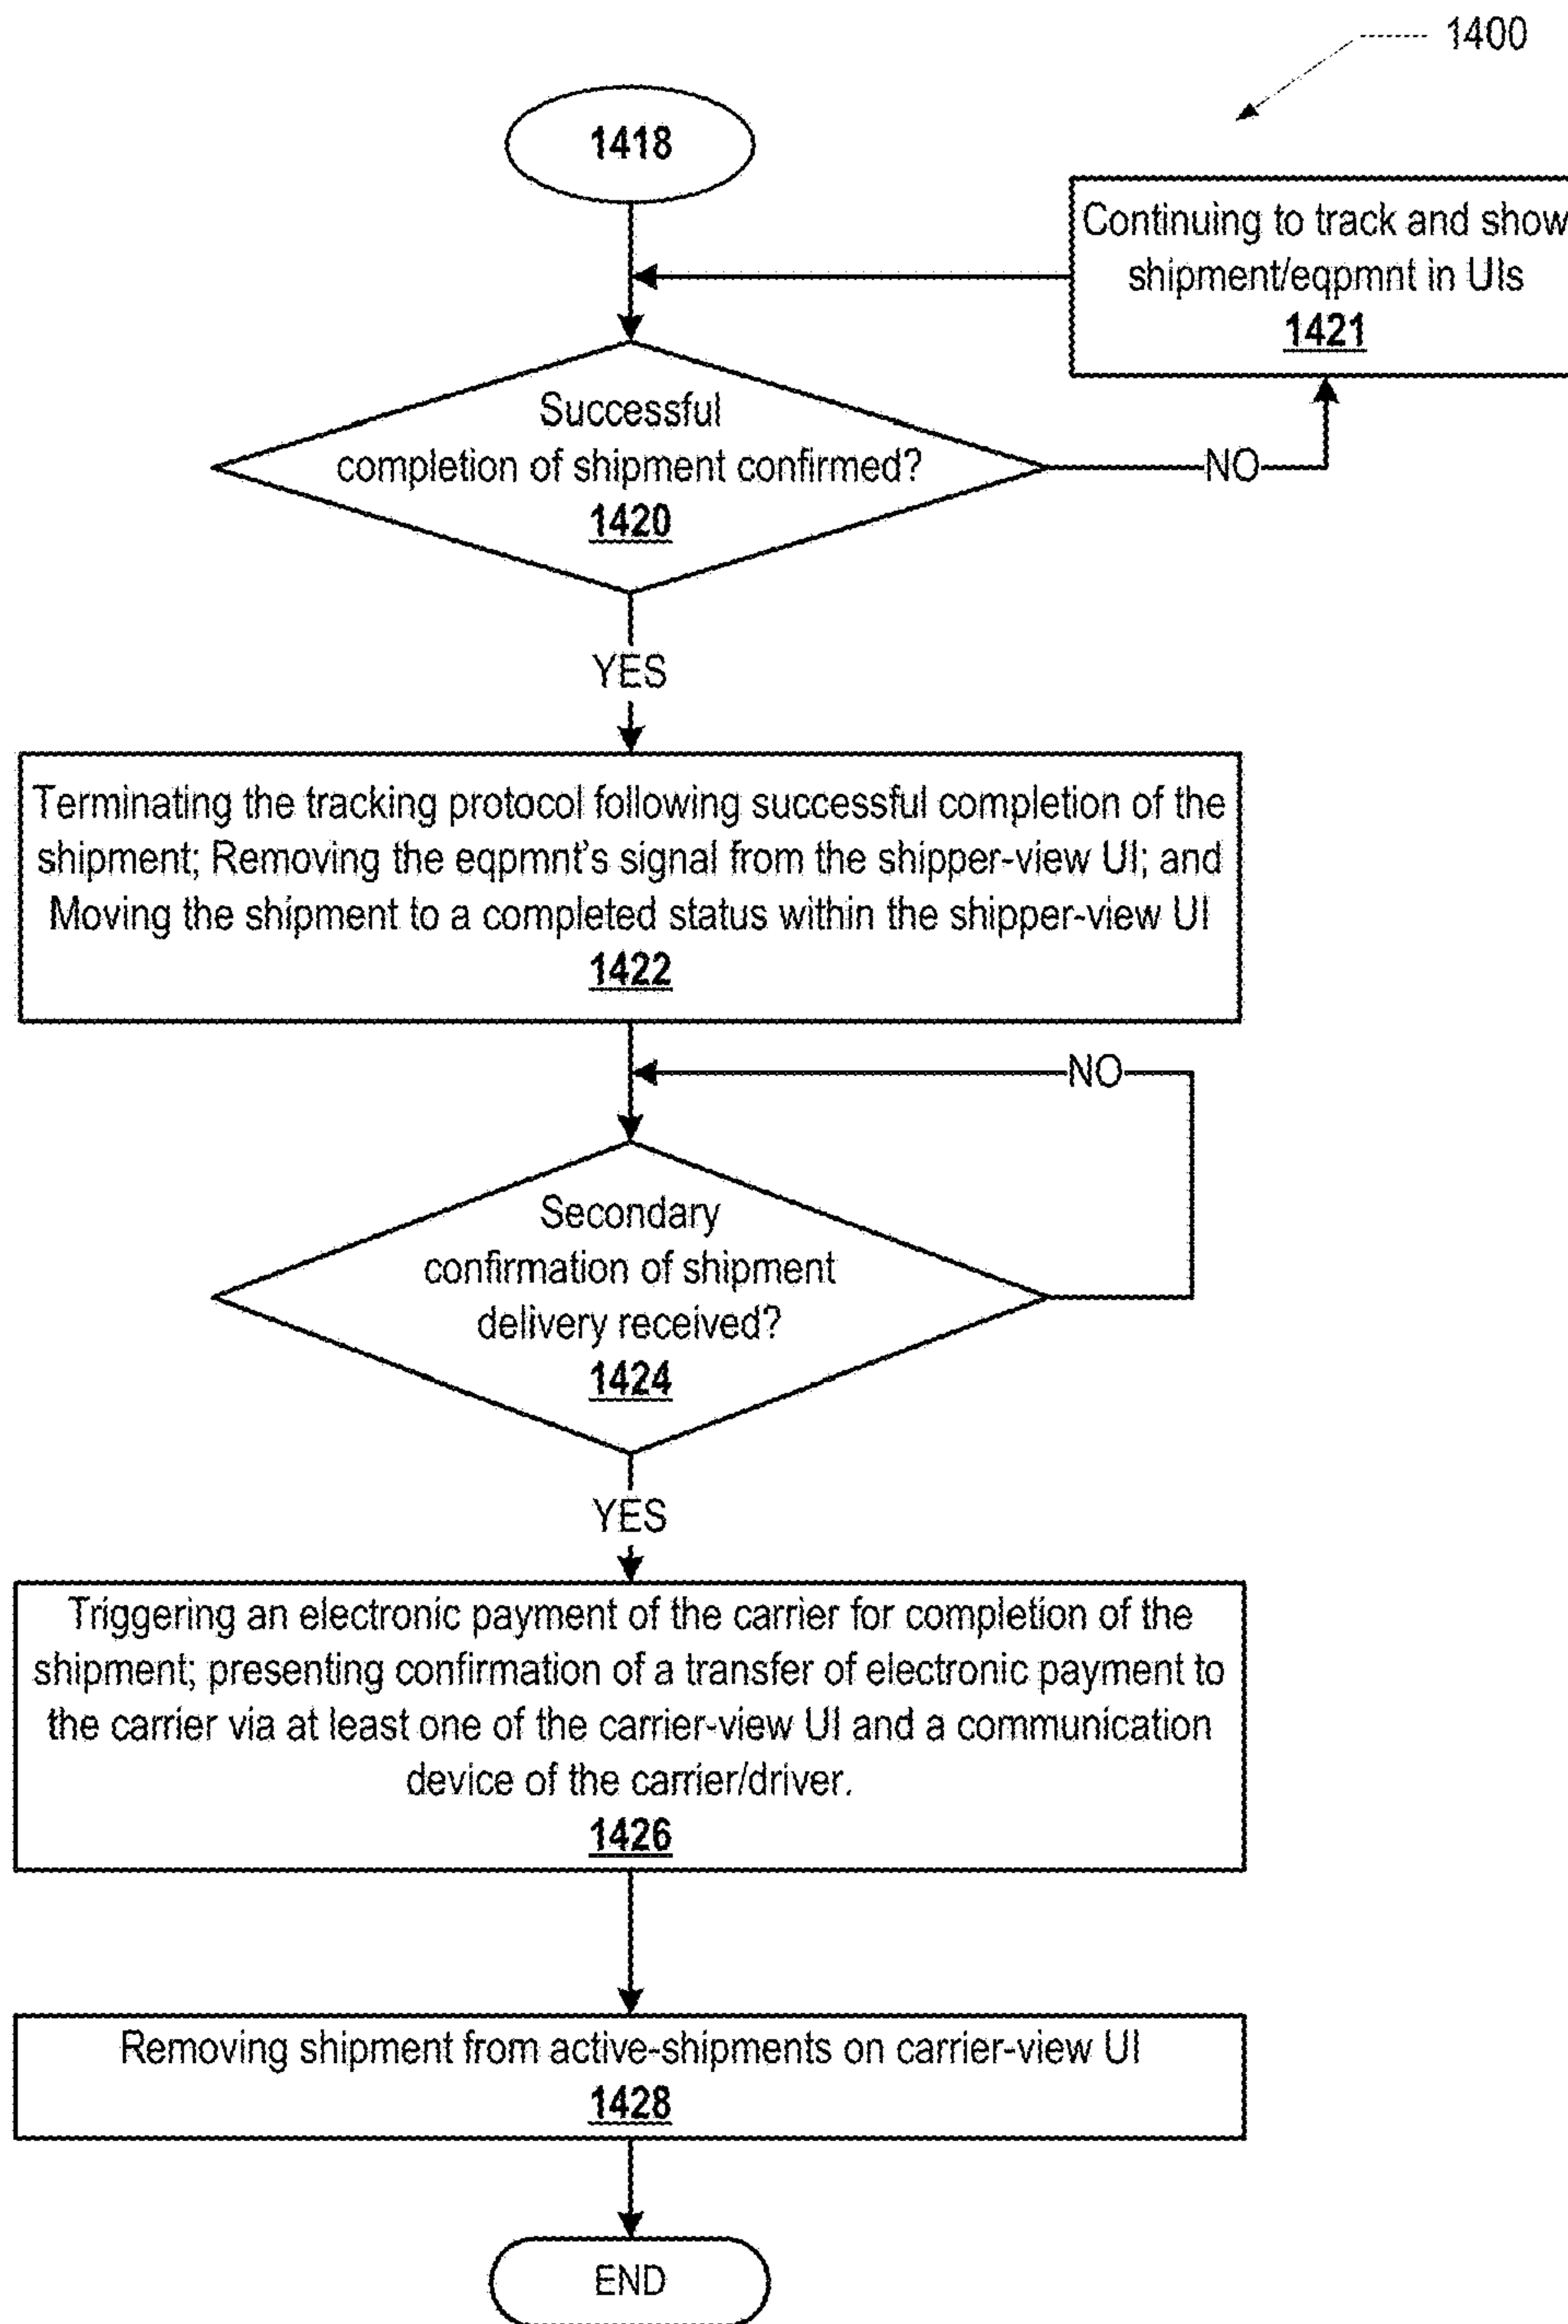 1400
1418
Continuing to track and show
shipment/eqpmnt in UIs
1421
Successful
completion of shipment confirmed?
1420
NO
YES
Terminating the tracking protocol following successful completion of the
shipment; Removing the eqpmnt's signal from the shipper-view UI; and
Moving the shipment to a completed status within the shipper-view UI
1422
NO
Secondary
confirmation of shipment
delivery received?
1424
YES
Triggering an electronic payment of the carrier for completion of the
shipment; presenting confirmation of a transfer of electronic payment to
the carrier via at least one of the carrier-view UI and a communication
device of the carrier/driver.
1426
Removing shipment from active-shipments on carrier-view UI
1428
END